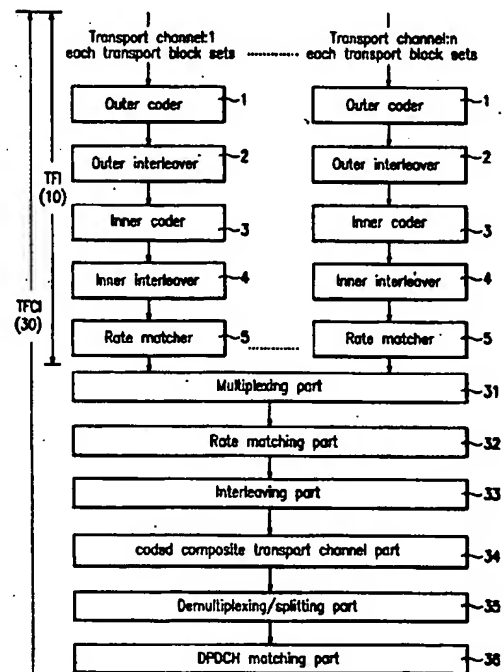 Transport channel:1
each transport block sets
Transport channel:n
each transport block sets
Outer coder
1
Outer coder
1
Outer interleaver
2
Outer interleaver
2
TFI
(10)
Inner coder
3
Inner coder
3
Inner interleaver
4
Inner interleaver
4
TFCI
(30)
Rate matcher
5
Rate matcher
5
Multiplexing part
31
Rate matching part
32
Interleaving part
33
coded composite transport channel part
34
Demultiplexing/splitting part
35
DPDCH matching part
36